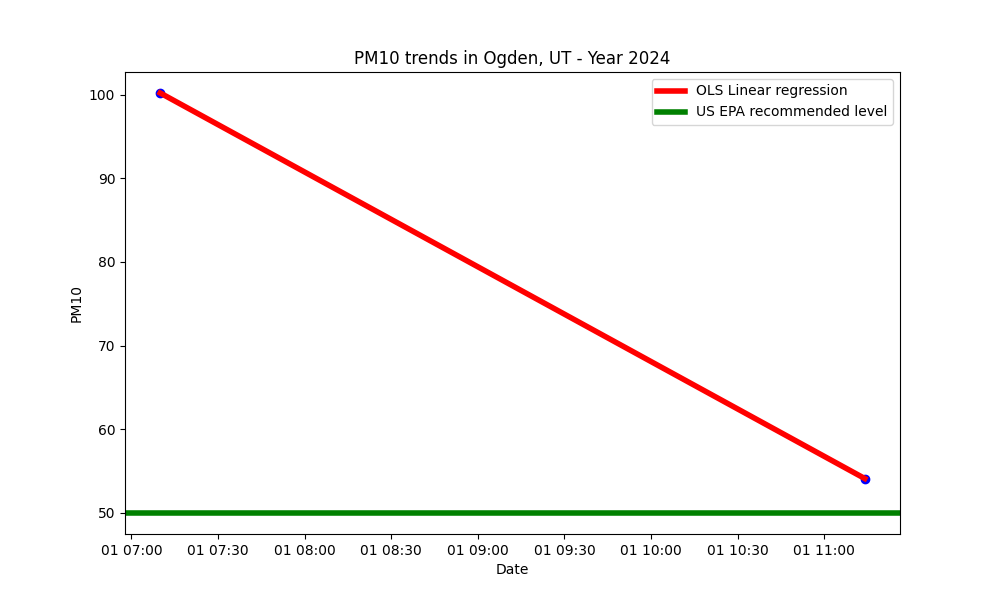 PM10 trends in Ogden, UT - Year 2024
OLS Linear regression
US EPA recommended level
100
90
80
70
60
50
PM10
01 07:00 01 07:30 01 08:00 01 08:30 01 09:00 01 09:30 01 10:00 01 10:30 01 11:00
Date